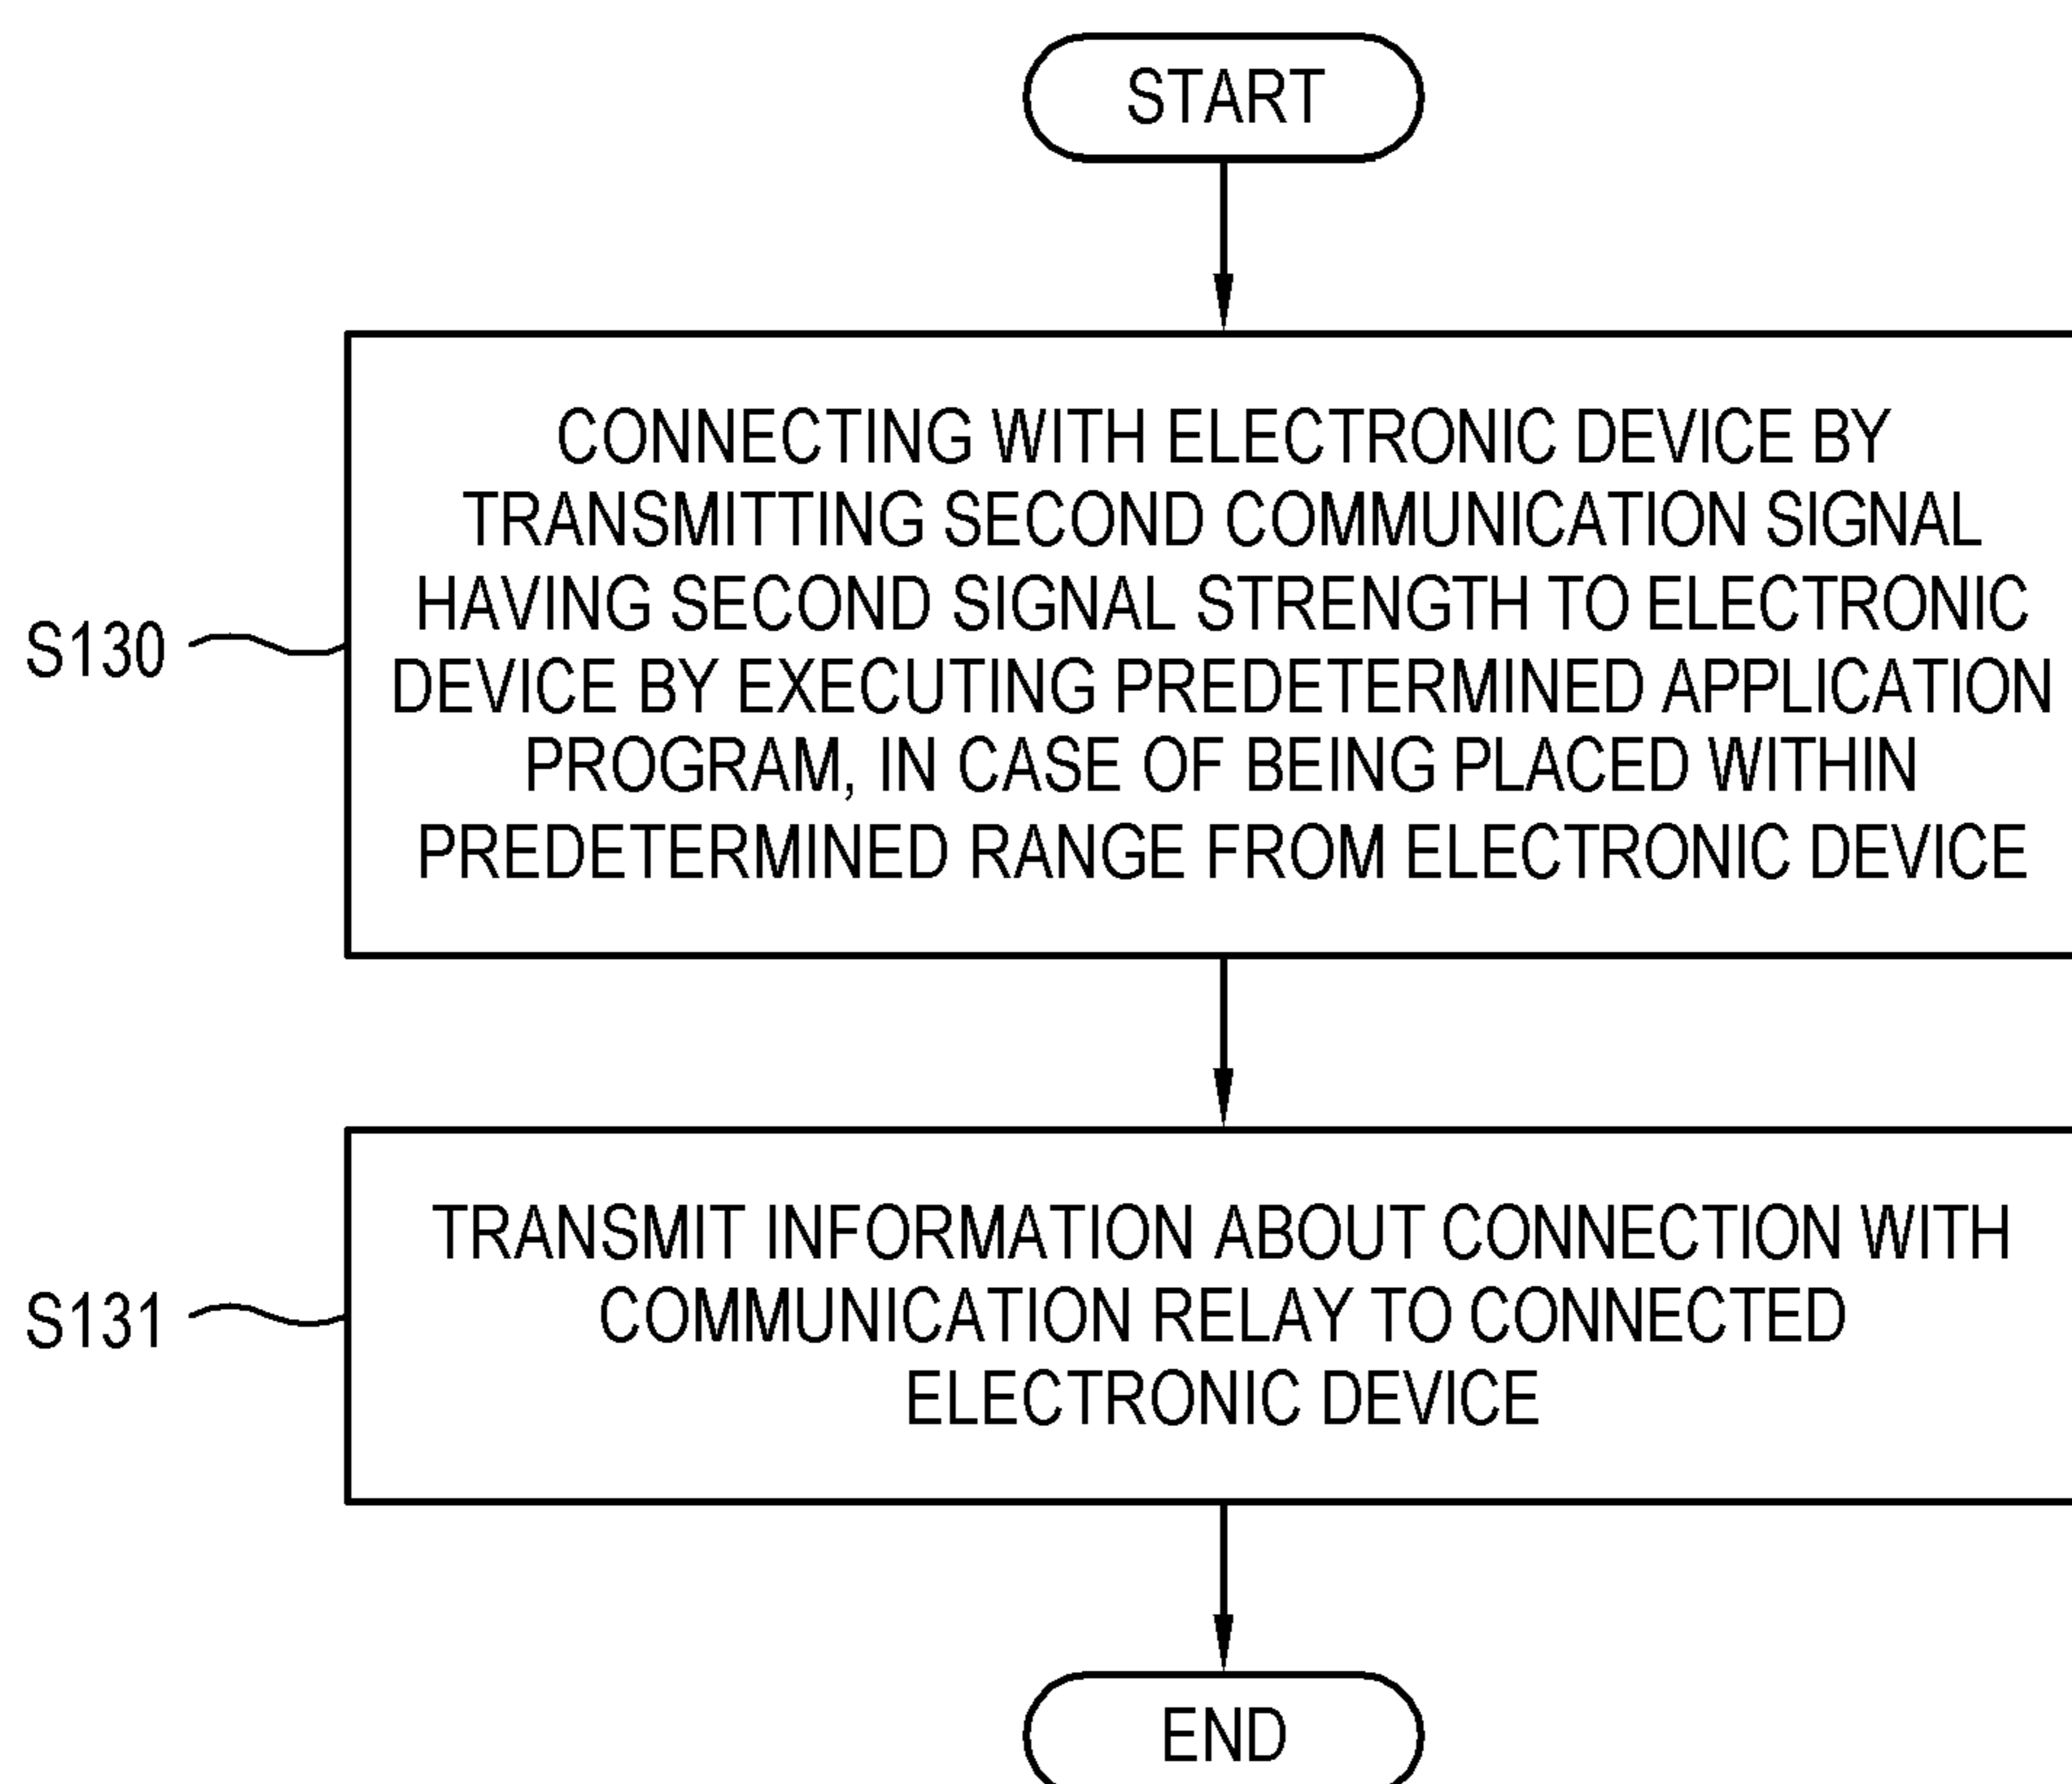 START
CONNECTING WITH ELECTRONIC DEVICE BY
TRANSMITTING SECOND COMMUNICATION SIGNAL
HAVING SECOND SIGNAL STRENGTH TO ELECTRONIC
S130
DEVICE BY EXECUTING PREDETERMINED APPLICATION
PROGRAM, IN CASE OF BEING PLACED WITHIN
PREDETERMINED RANGE FROM ELECTRONIC DEVICE
TRANSMIT INFORMATION ABOUT CONNECTION WITH
S131
COMMUNICATION RELAY TO CONNECTED
ELECTRONIC DEVICE
END